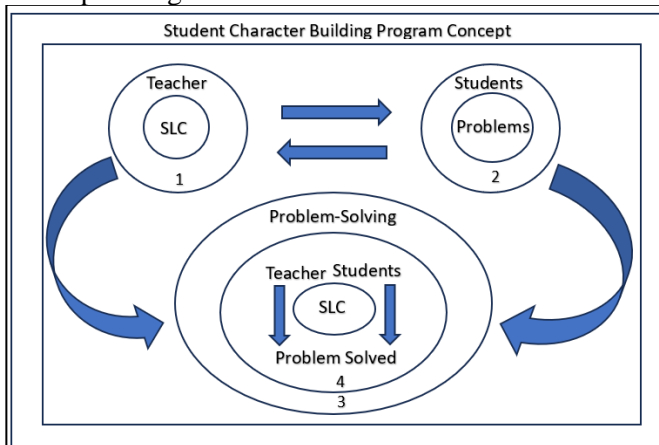 Student Character Building Program Concept
Teacher
SLC
1
Students
Problems
2
Problem-Solving
Teacher Students
SLC
Problem Solved
4
3